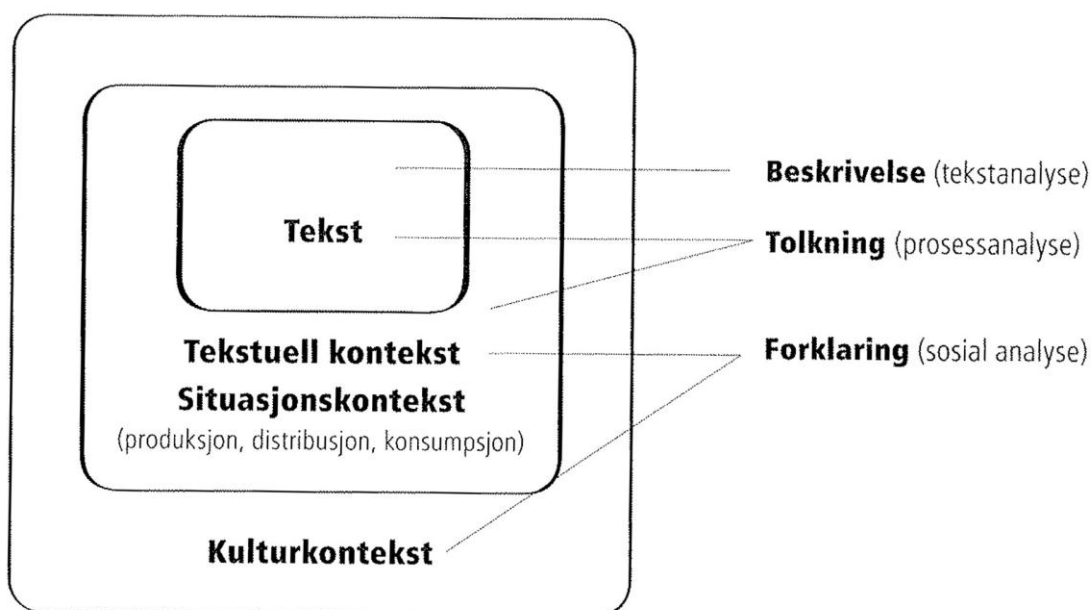 Tekst
Tekstuell kontekst
Situasjonskontekst
(produksjon, distribusjon, konsumpsjon)
Kulturkontekst
Beskrivelse (tekstanalyse)
Tolkning (prosessanalyse)
Forklaring (sosial analyse)